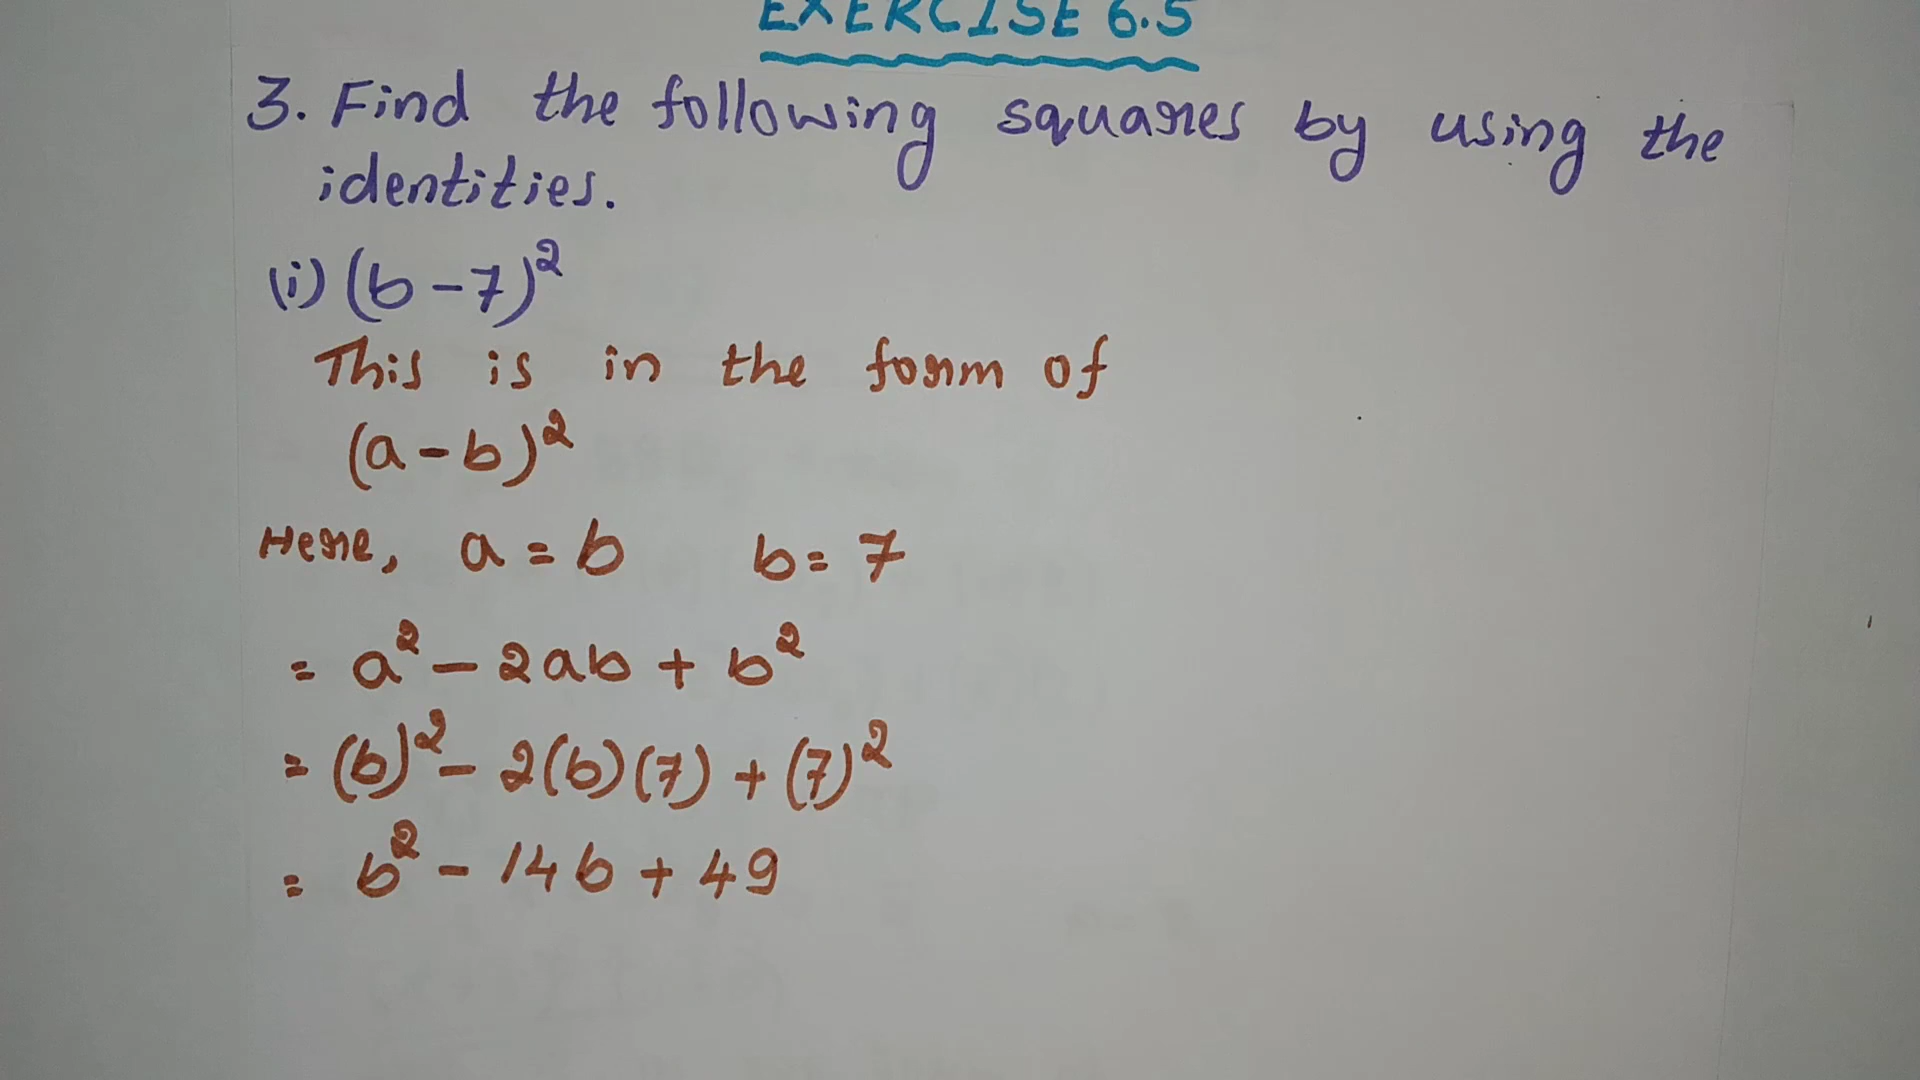 EXERCISE 6.5
3. Find the following squares by using the
identities.
(i) (b - 7)²
This is in the form of
(a - b)²
Here, a = b b = 7
= a² - 2ab + b²
= (b)² - 2(b)(7) + (7)²
= b² - 14b + 49